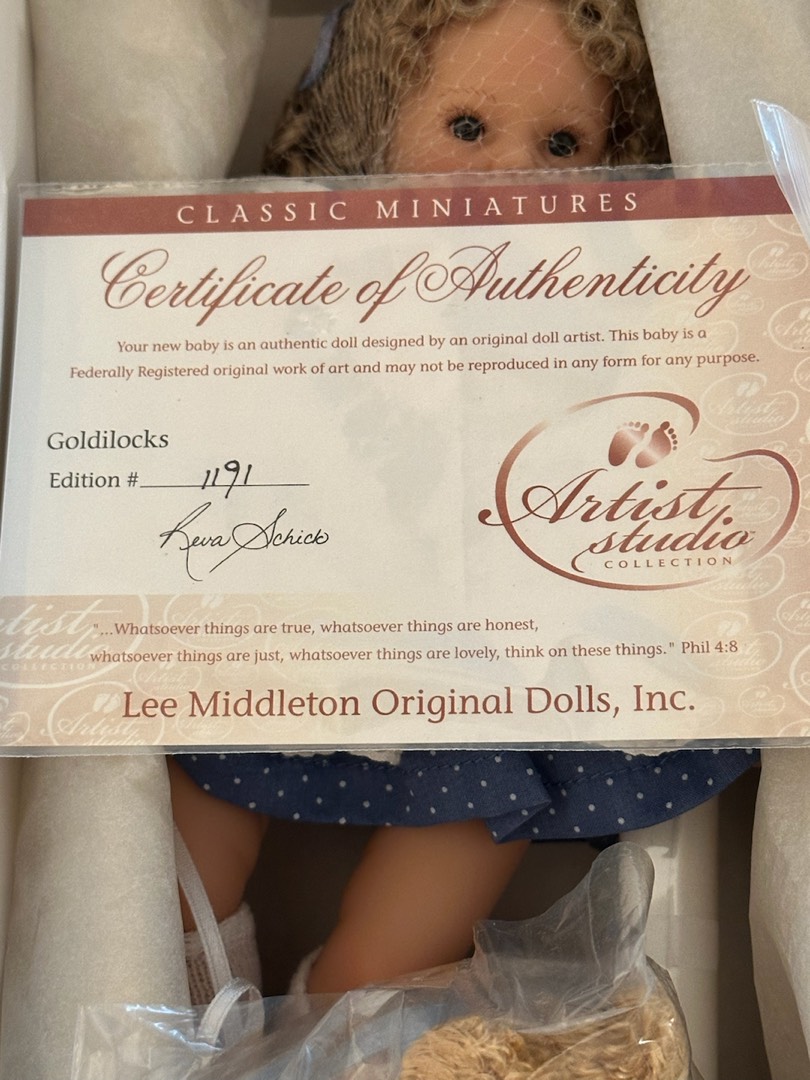 CLASSIC MINIATURES
Certificate of Authenticity
Your new baby is an authentic doll designed by an original doll artist. This baby is a
Federally Registered original work of art and may not be reproduced in any form for any purpose.
Goldilocks
Edition # 1191
Reva Schick
Artist
studio™
COLLECTION
"...Whatsoever things are true, whatsoever things are honest,
whatsoever things are just, whatsoever things are lovely, think on these things." Phil 4:8
Lee Middleton Original Dolls, Inc.